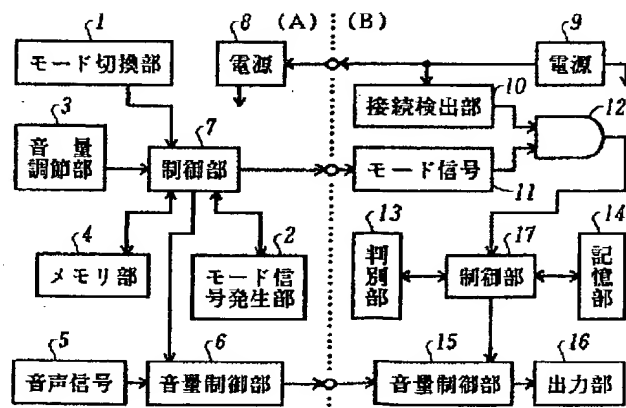 1
8
(A)
(B)
9
モード切換部
電源
電源
10
3
接続検出部
12
7
音量
調節部
制御部
モード信号
11
4
2
13
17
14
メモリ部
モード信
号発生部
判別部
制御部
記憶部
5
6
15
16
音声信号
音量制御部
音量制御部
出力部